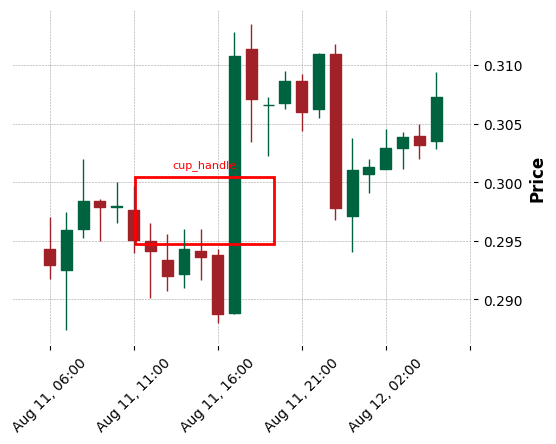 cup_handle
0.310
0.305
0.300
0.295
0.290
Price
Aug 11, 06:00
Aug 11, 11:00
Aug 11, 16:00
Aug 11, 21:00
Aug 12, 02:00